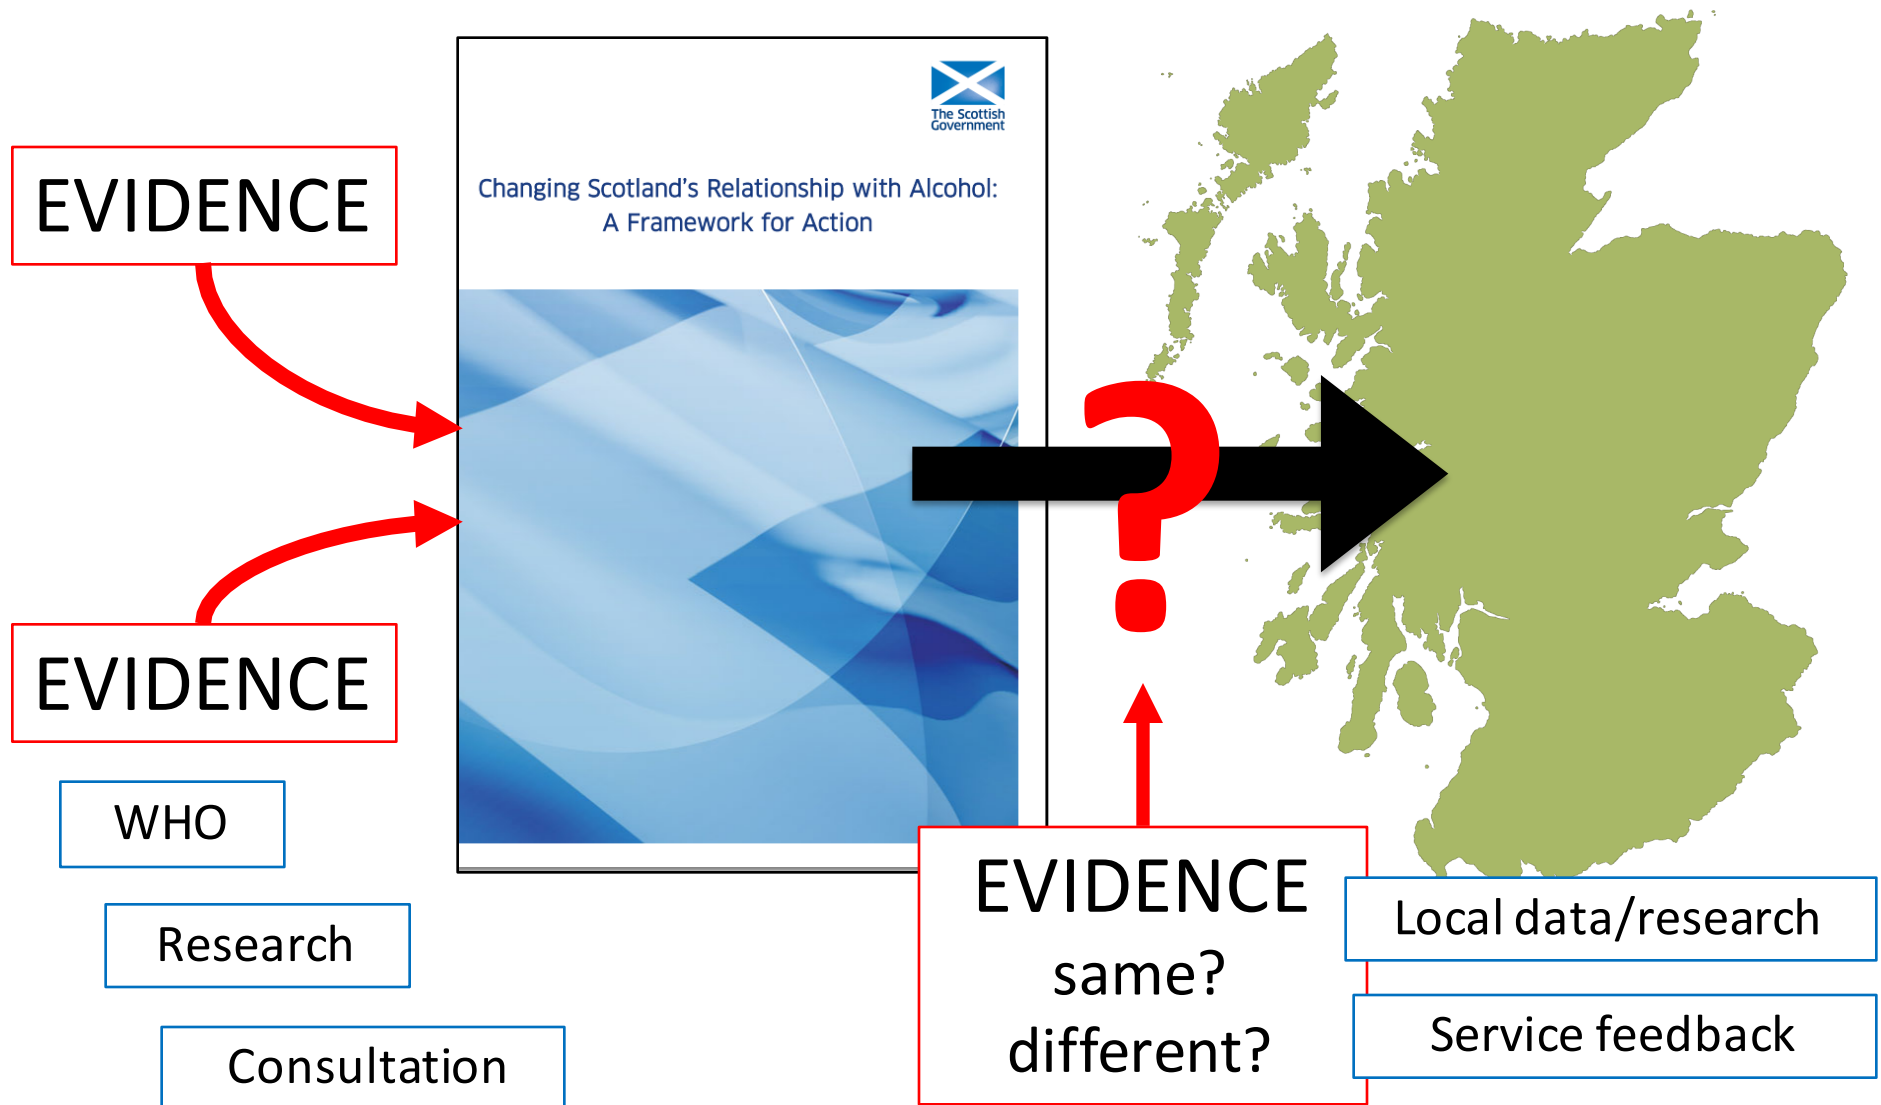 EVIDENCE
The Scottish
Government
Changing Scotland's Relationship with Alcohol:
A Framework for Action
?
EVIDENCE
WHO
Research
Consultation
EVIDENCE
same?
different?
Local data/research
Service feedback